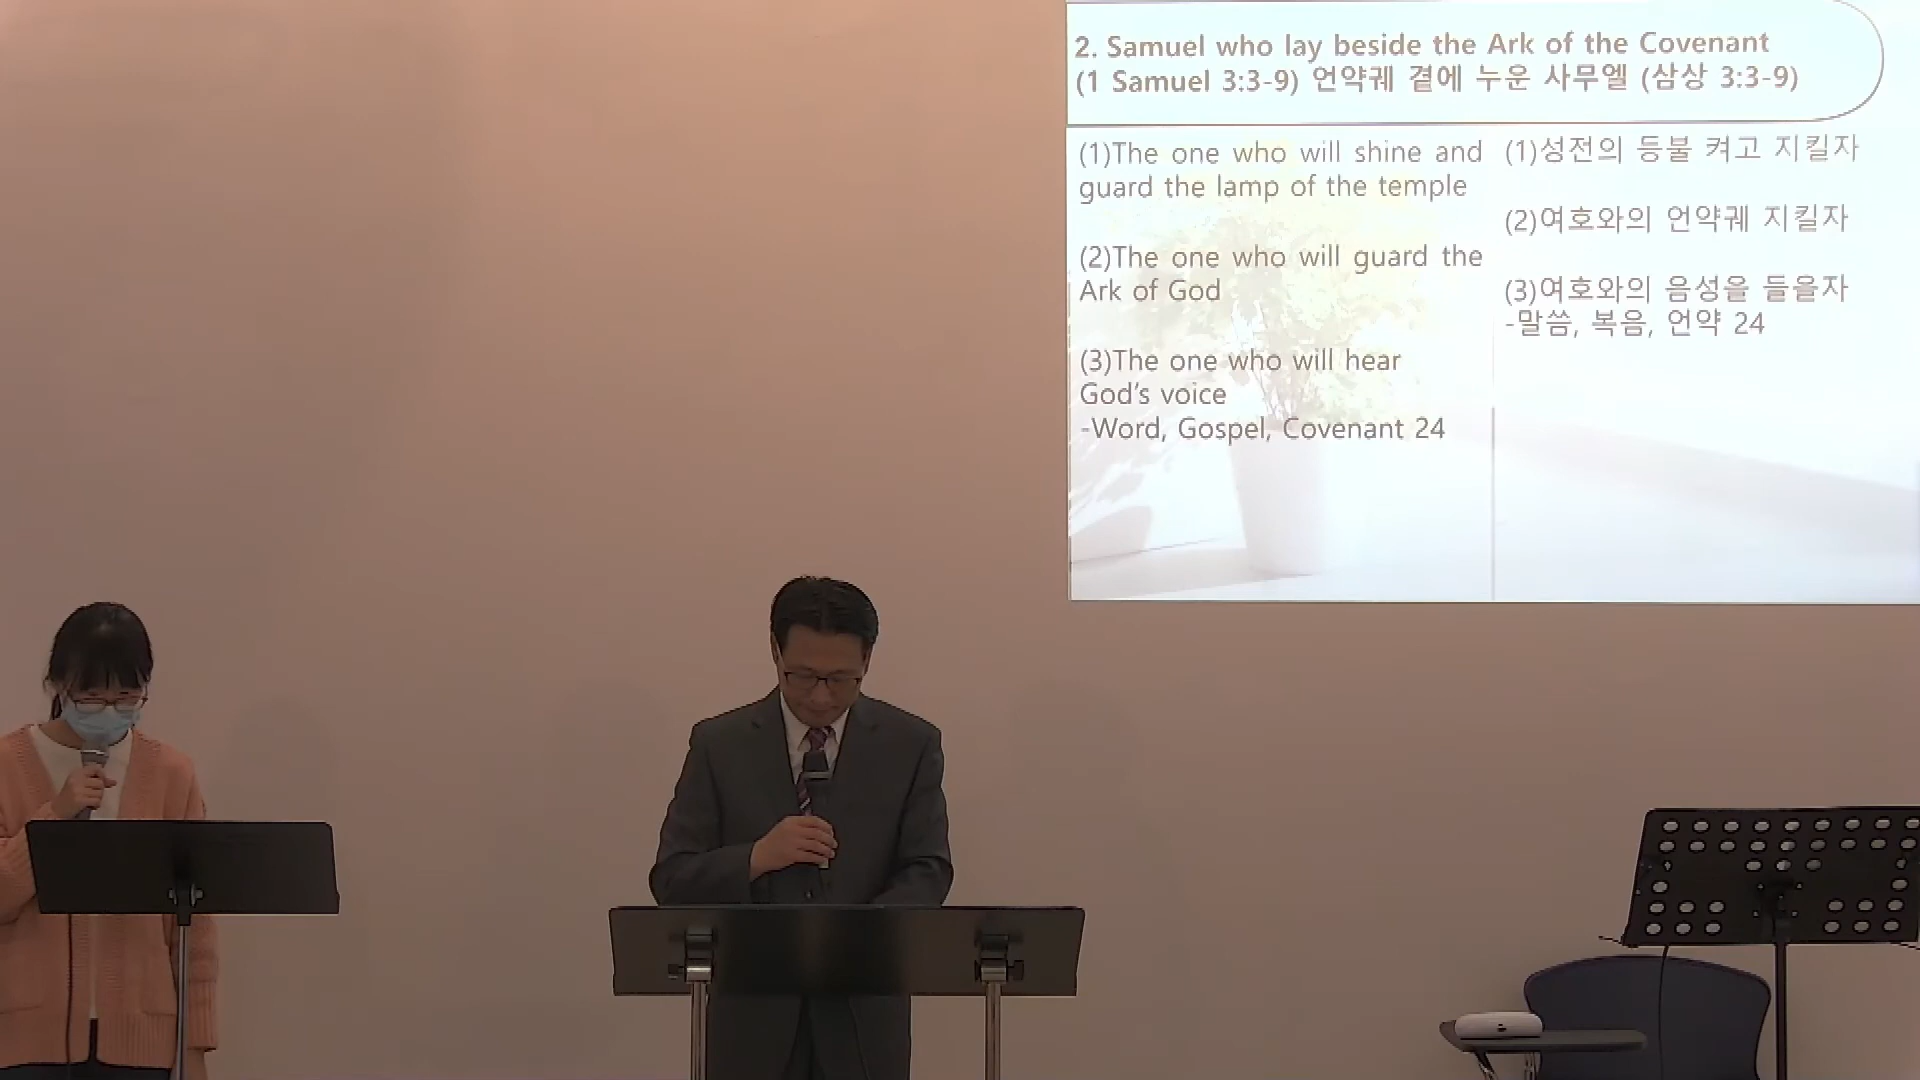 2. Samuel who lay beside the Ark of the Covenant
(1 Samuel 3:3-9) 언약궤 곁에 누운 사무엘 (삼상 3:3-9)
(1)The one who will shine and
guard the lamp of the temple
(2)The one who will guard the
Ark of God
(3)The one who will hear
God's voice
-Word, Gospel, Covenant 24
(1)성전의 등불 켜고 지킬자
(2)여호와의 언약궤 지킬자
(3)여호와의 음성을 들을자
-말씀, 복음, 언약 24